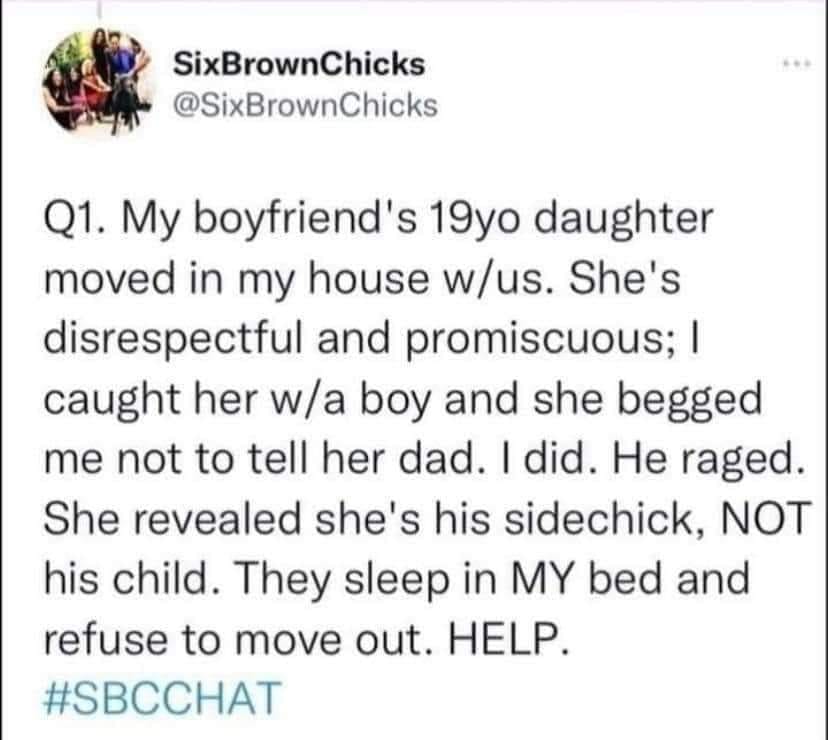 SixBrownChicks
@SixBrownChicks
Q1. My boyfriend's 19yo daughter
moved in my house w/us. She's
disrespectful and promiscuous; I
caught her w/a boy and she begged
me not to tell her dad. I did. He raged.
She revealed she's his sidechick, NOT
his child. They sleep in MY bed and
refuse to move out. HELP.
#SBCCHAT